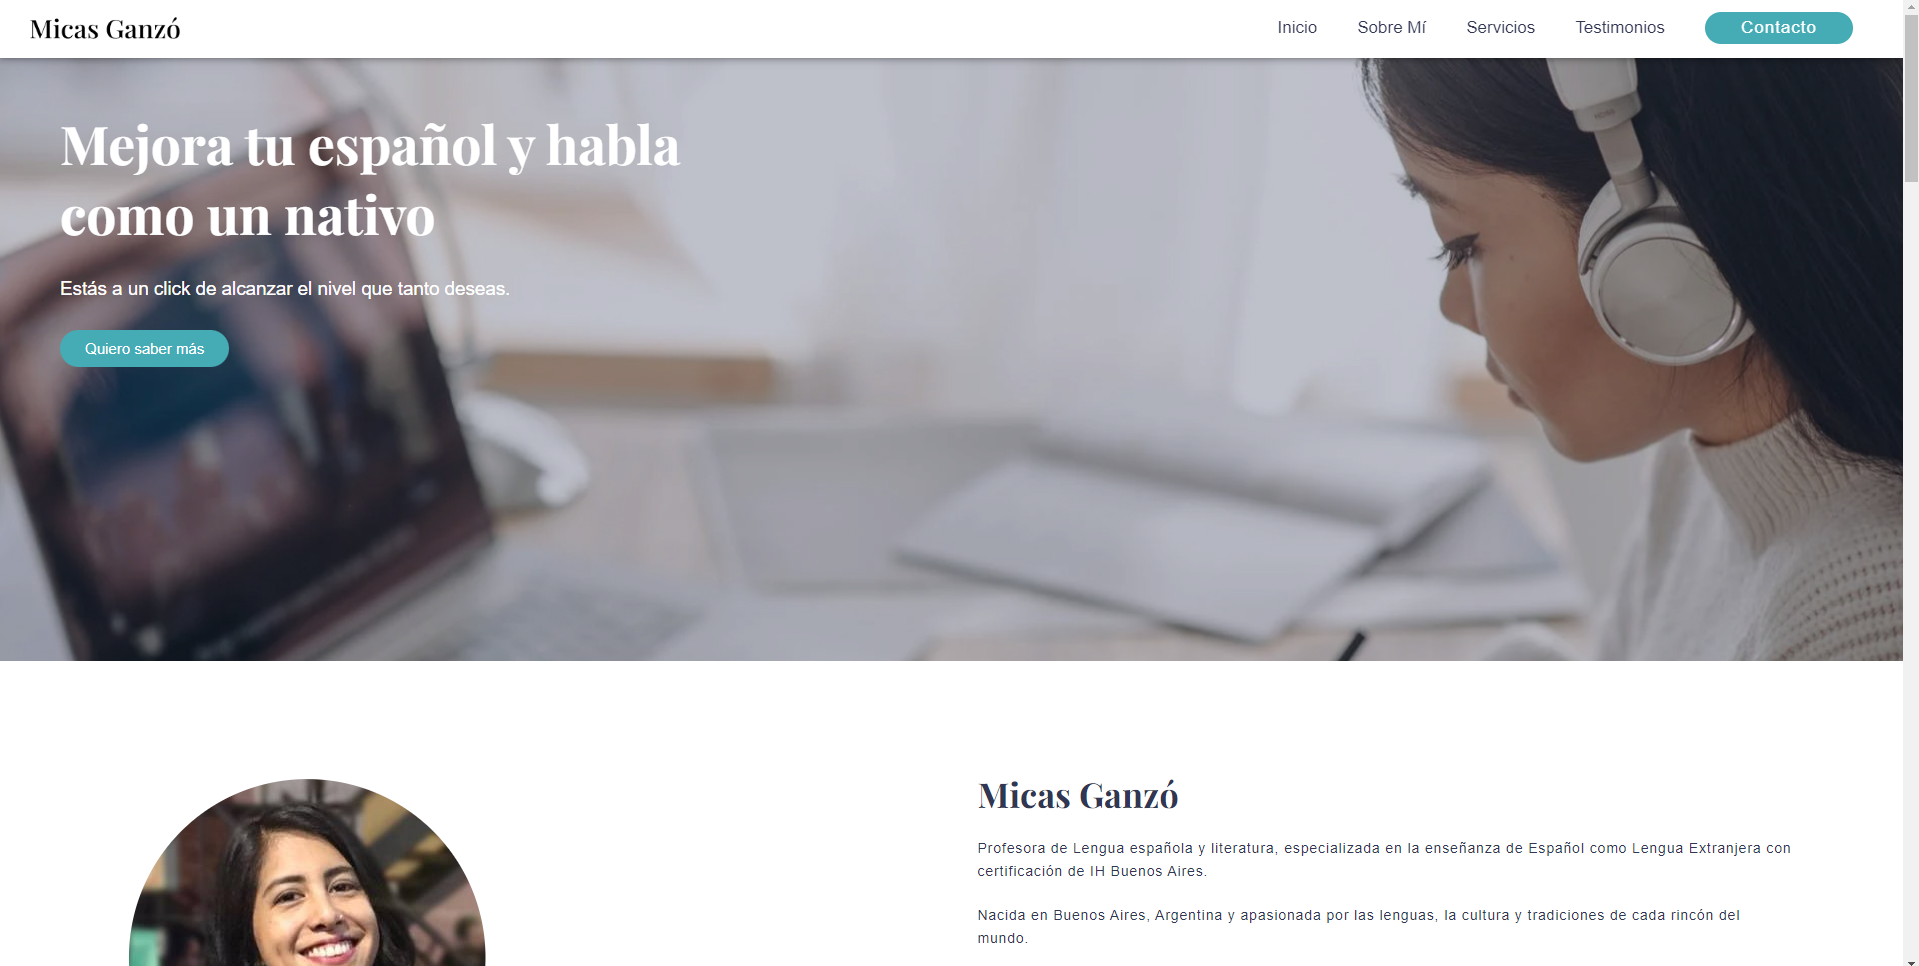 Micas Ganzó
Inicio
Sobre Mí
Servicios
Testimonios
Contacto
Mejora tu español y habla
como un nativo
Estás a un click de alcanzar el nivel que tanto deseas.
Quiero saber más
Micas Ganzó
Profesora de Lengua española y literatura, especializada en la enseñanza de Español como Lengua Extranjera con
certificación de IH Buenos Aires.
Nacida en Buenos Aires, Argentina y apasionada por las lenguas, la cultura y tradiciones de cada rincón del
mundo.